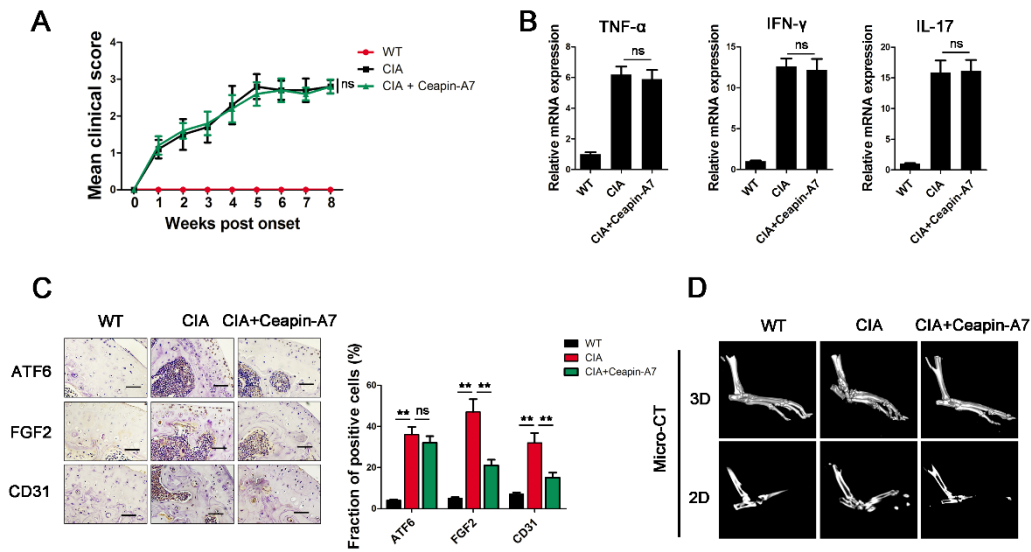 A
Mean clinical score
4
3
2
1
0
0 1 2 3 4 5 6 7 8
Weeks post onset
WT
CIA
CIA + Ceapin-A7
ns
B
TNF-α
Relative mRNA expression
8
6
4
2
0
ns
WT
CIA
CIA+Ceapin-A7
IFN-γ
Relative mRNA expression
15
10
5
0
ns
WT
CIA
CIA+Ceapin-A7
IL-17
Relative mRNA expression
20
15
10
5
0
ns
WT
CIA
CIA+Ceapin-A7
C
WT CIA CIA+Ceapin-A7
ATF6
FGF2
CD31
Fraction of positive cells (%)
60
40
20
0
WT
CIA
CIA+Ceapin-A7
** ns
** **
** **
ATF6
FGF2
CD31
D
WT CIA CIA+Ceapin-A7
Micro-CT
3D
2D